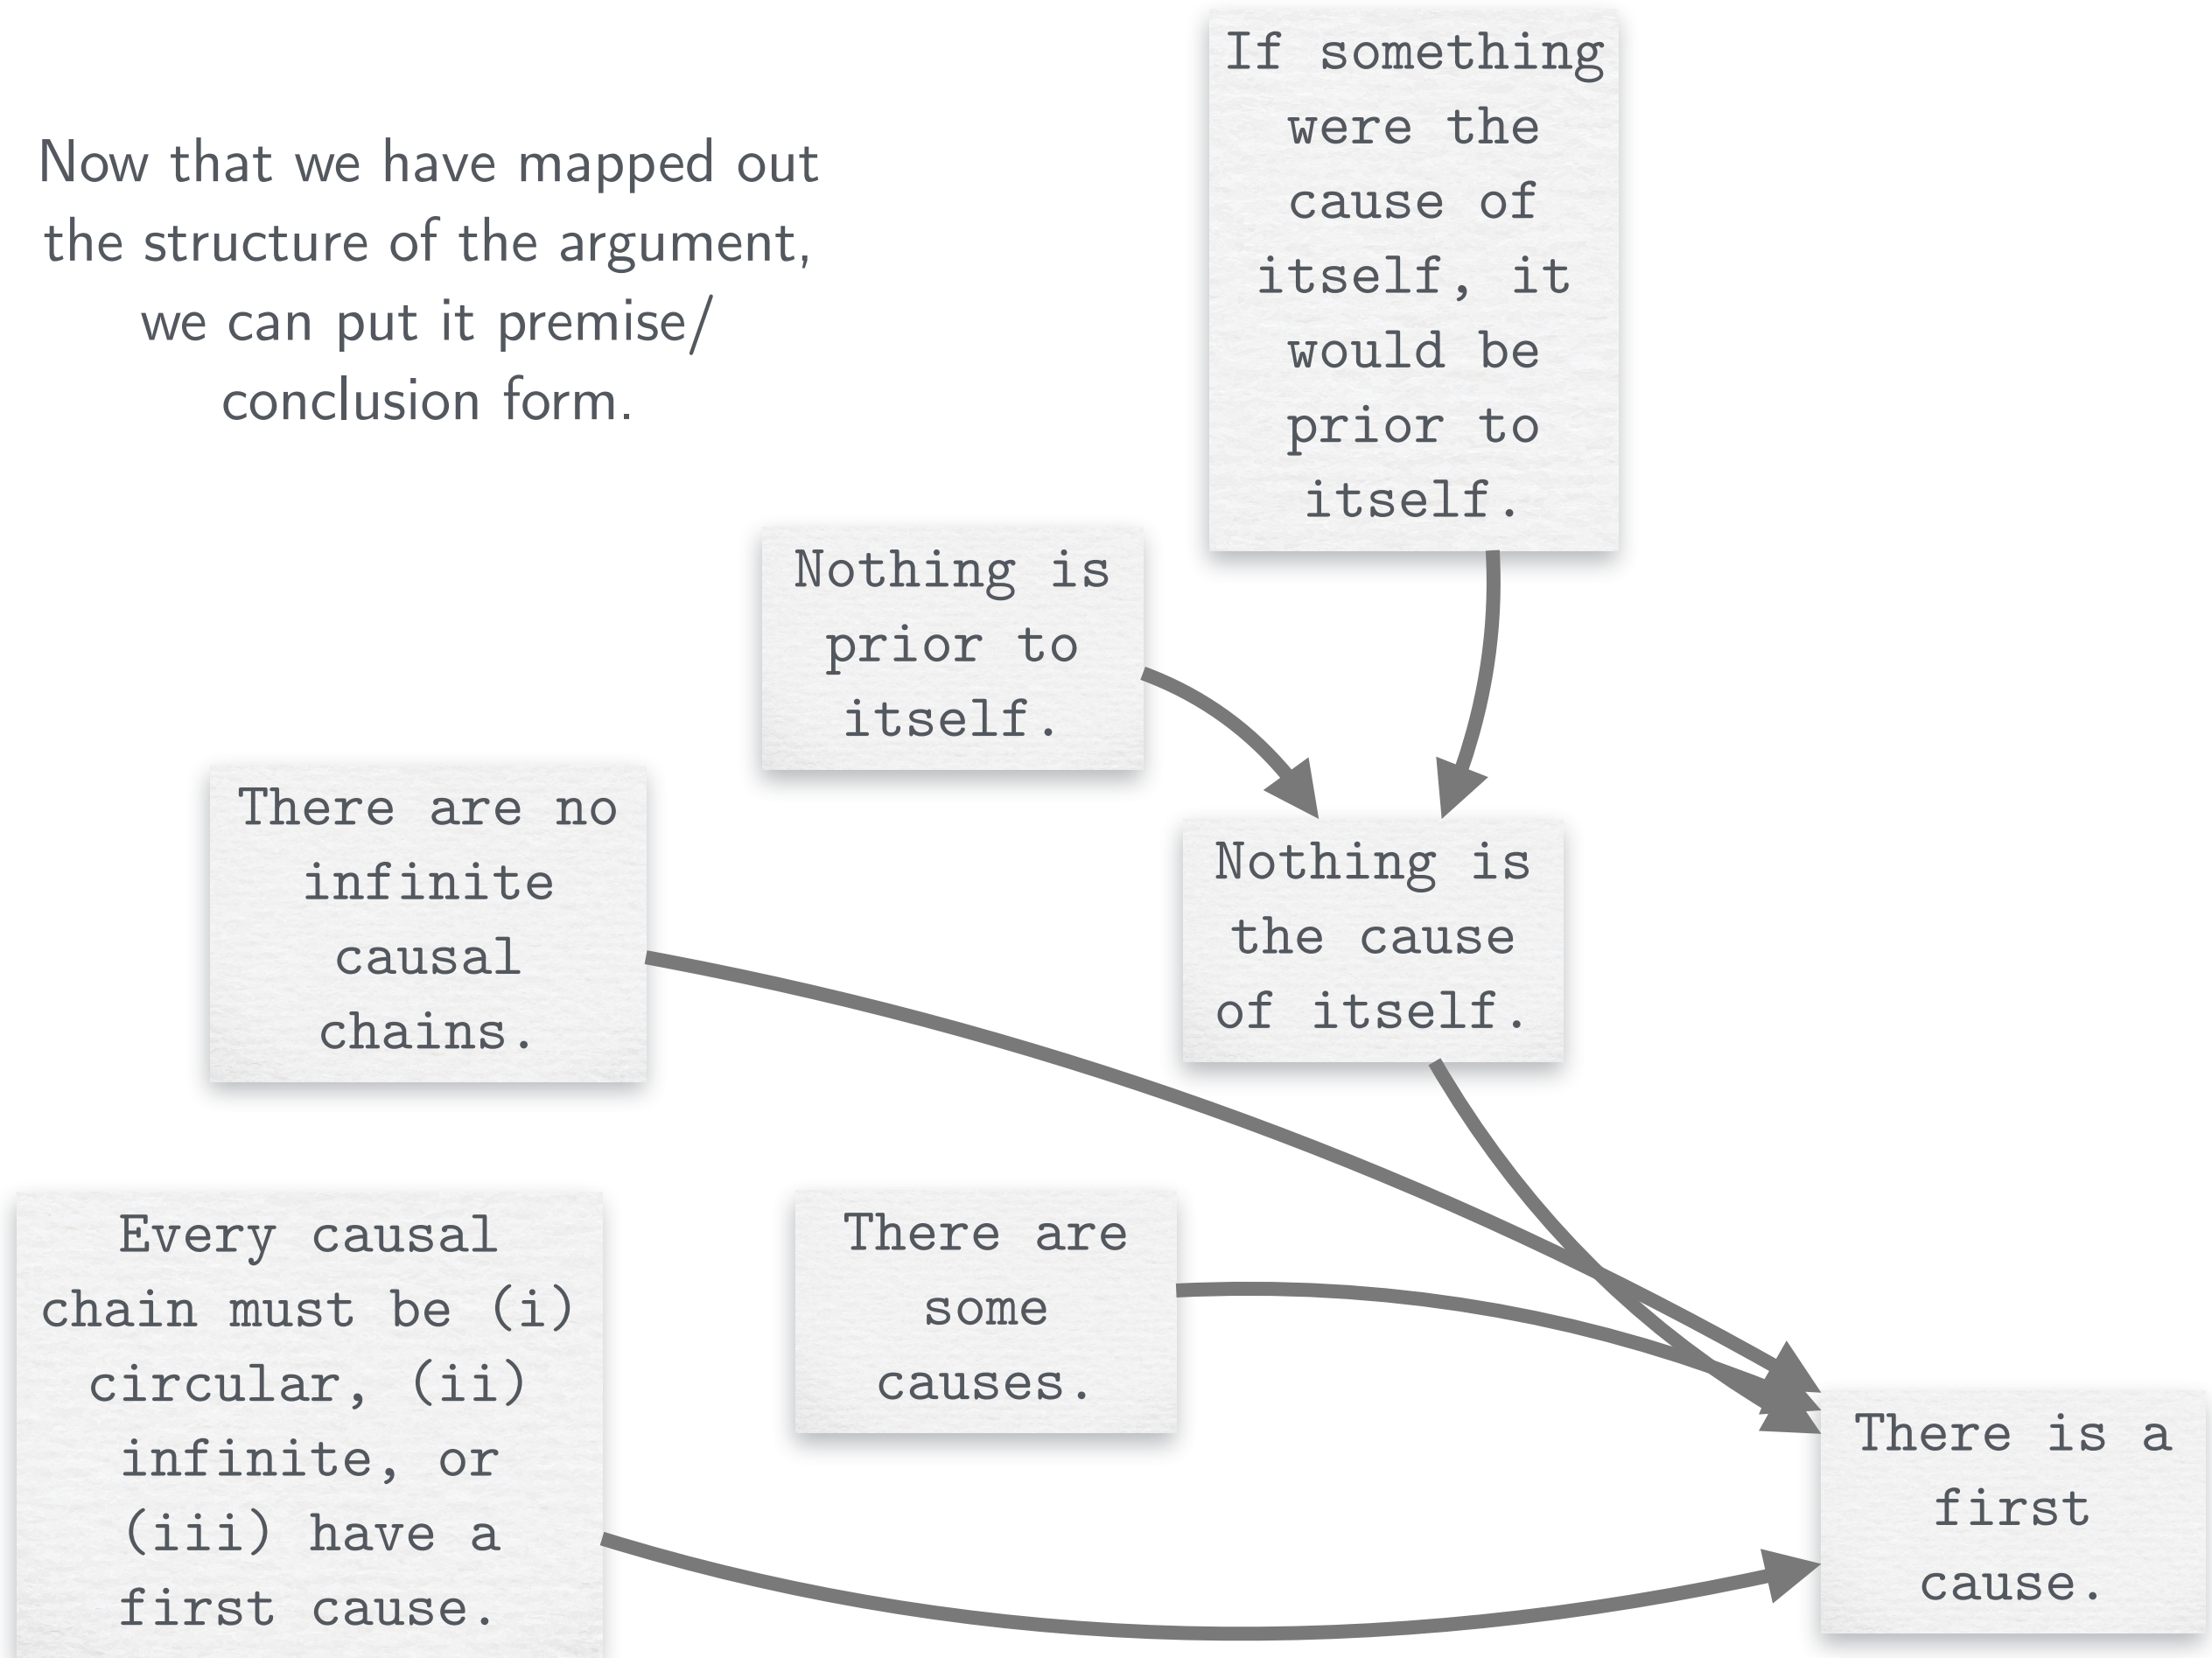 Now that we have mapped out
the structure of the argument,
we can put it premise/
conclusion form.
If something
were the
cause of
itself, it
would be
prior to
itself.
Nothing is
prior to
itself.
There are no
infinite
causal
chains.
Nothing is
the cause
of itself.
Every causal
chain must be (i)
circular, (ii)
infinite, or
(iii) have a
first cause.
There are
some
causes.
There is a
first
cause.